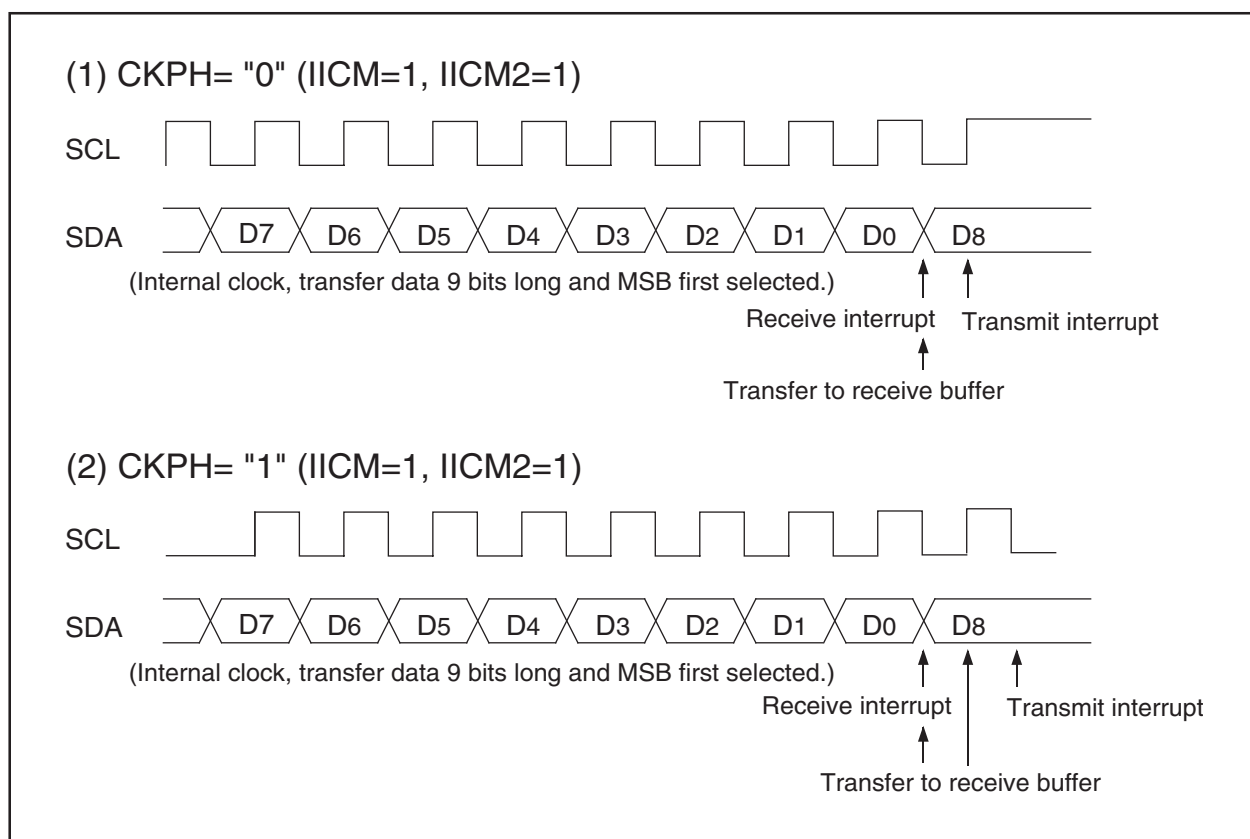 (1) CKPH= "0" (IICM=1, IICM2=1)
SCL
SDA D7 D6 D5 D4 D3 D2 D1 D0 D8
(Internal clock, transfer data 9 bits long and MSB first selected.)
Receive interrupt Transmit interrupt
Transfer to receive buffer
(2) CKPH= "1" (IICM=1, IICM2=1)
SCL
SDA D7 D6 D5 D4 D3 D2 D1 D0 D8
(Internal clock, transfer data 9 bits long and MSB first selected.)
Receive interrupt Transmit interrupt
Transfer to receive buffer